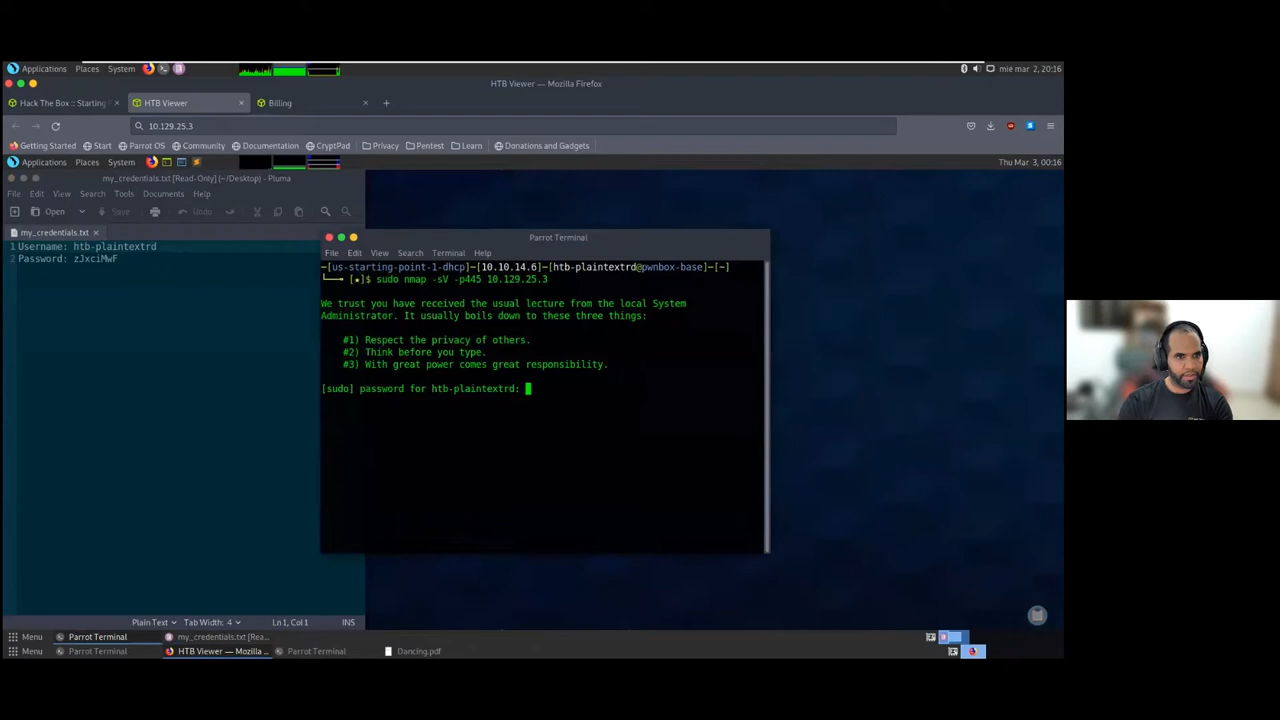 Applications Places System
mié mar 2, 20:16
HTB Viewer — Mozilla Firefox
Hack The Box :: Starting
HTB Viewer
Billing
10.129.25.3
Getting Started Start Parrot OS Community Documentation CryptPad Privacy Pentest Learn Donations and Gadgets
Applications Places System
Thu Mar 3, 00:16
my_credentials.txt [Read-Only] (~/Desktop) - Pluma
File Edit View Search Tools Documents Help
Open Save Undo
my_credentials.txt
1 Username: htb-plaintextrd
2 Password: zJxciMwF
Parrot Terminal
File Edit View Search Terminal Help
─[us-starting-point-1-dhcp]─[10.10.14.6]─[htb-plaintextrd@pwnbox-base]─[~]
└──╼ [★]$ sudo nmap -sV -p445 10.129.25.3
We trust you have received the usual lecture from the local System
Administrator. It usually boils down to these three things:
#1) Respect the privacy of others.
#2) Think before you type.
#3) With great power comes great responsibility.
[sudo] password for htb-plaintextrd:
Plain Text Tab Width: 4 Ln 1, Col 1 INS
Menu Parrot Terminal my_credentials.txt [Rea...
Menu Parrot Terminal HTB Viewer — Mozilla ... Parrot Terminal Dancing.pdf